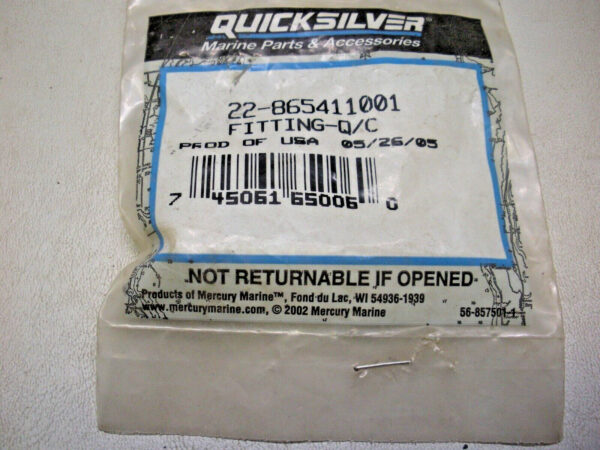 QUICKSILVER
Marine Parts & Accessories
22-865411001
FITTING-Q/C
PROD OF USA 05/26/05
7 45061 65006 0
NOT RETURNABLE IF OPENED
Products of Mercury Marine™, Fond du Lac, WI 54936-1939
www.mercurymarine.com, © 2002 Mercury Marine 56-857501-1